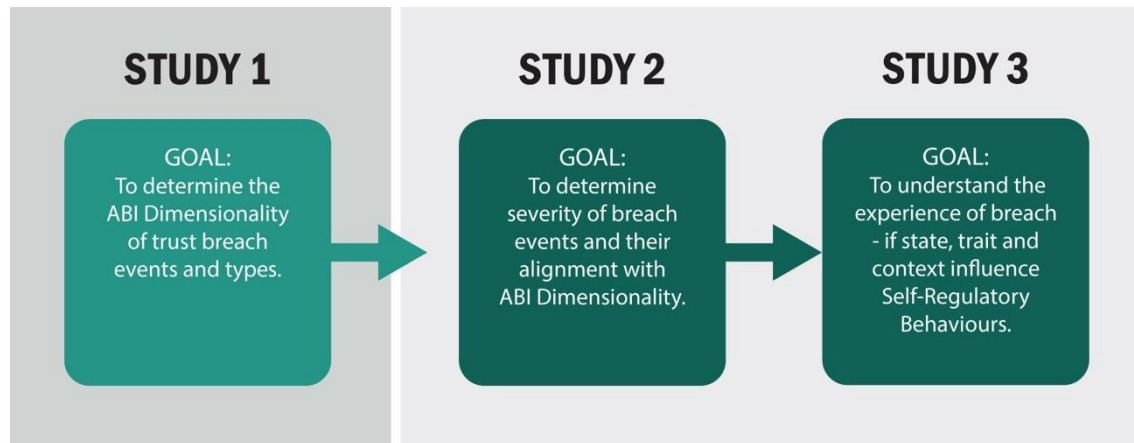 STUDY 1
GOAL:
To determine the
ABI Dimensionality
of trust breach
events and types.
STUDY 2
GOAL:
To determine
severity of breach
events and their
alignment with
ABI Dimensionality.
STUDY 3
GOAL:
To understand the
experience of breach
- if state, trait and
context influence
Self-Regulatory
Behaviours.